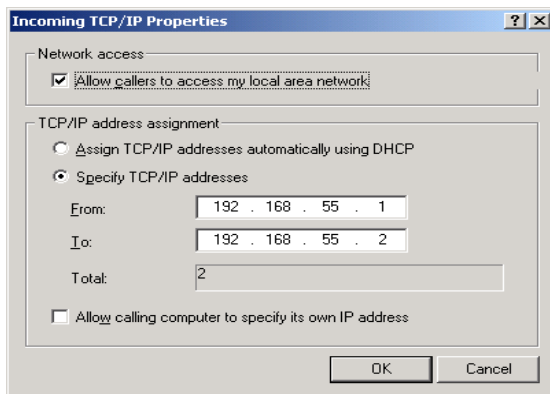 Incoming TCP/IP Properties
Network access
Allow callers to access my local area network
TCP/IP address assignment
Assign TCP/IP addresses automatically using DHCP
Specify TCP/IP addresses
From: 192 . 168 . 55 . 1
To: 192 . 168 . 55 . 2
Total: 2
Allow calling computer to specify its own IP address
OK Cancel